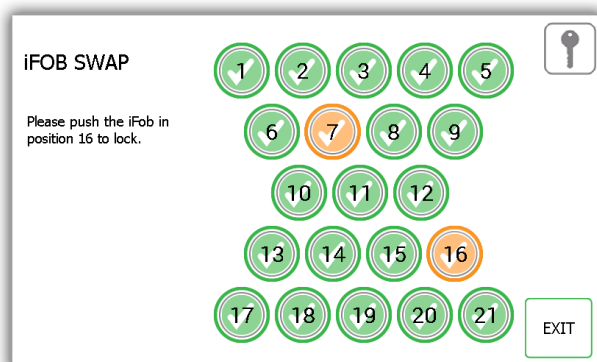 iFOB SWAP
Please push the iFob in
position 16 to lock.
1 2 3 4 5
6 7 8 9
10 11 12
13 14 15 16
17 18 19 20 21
EXIT